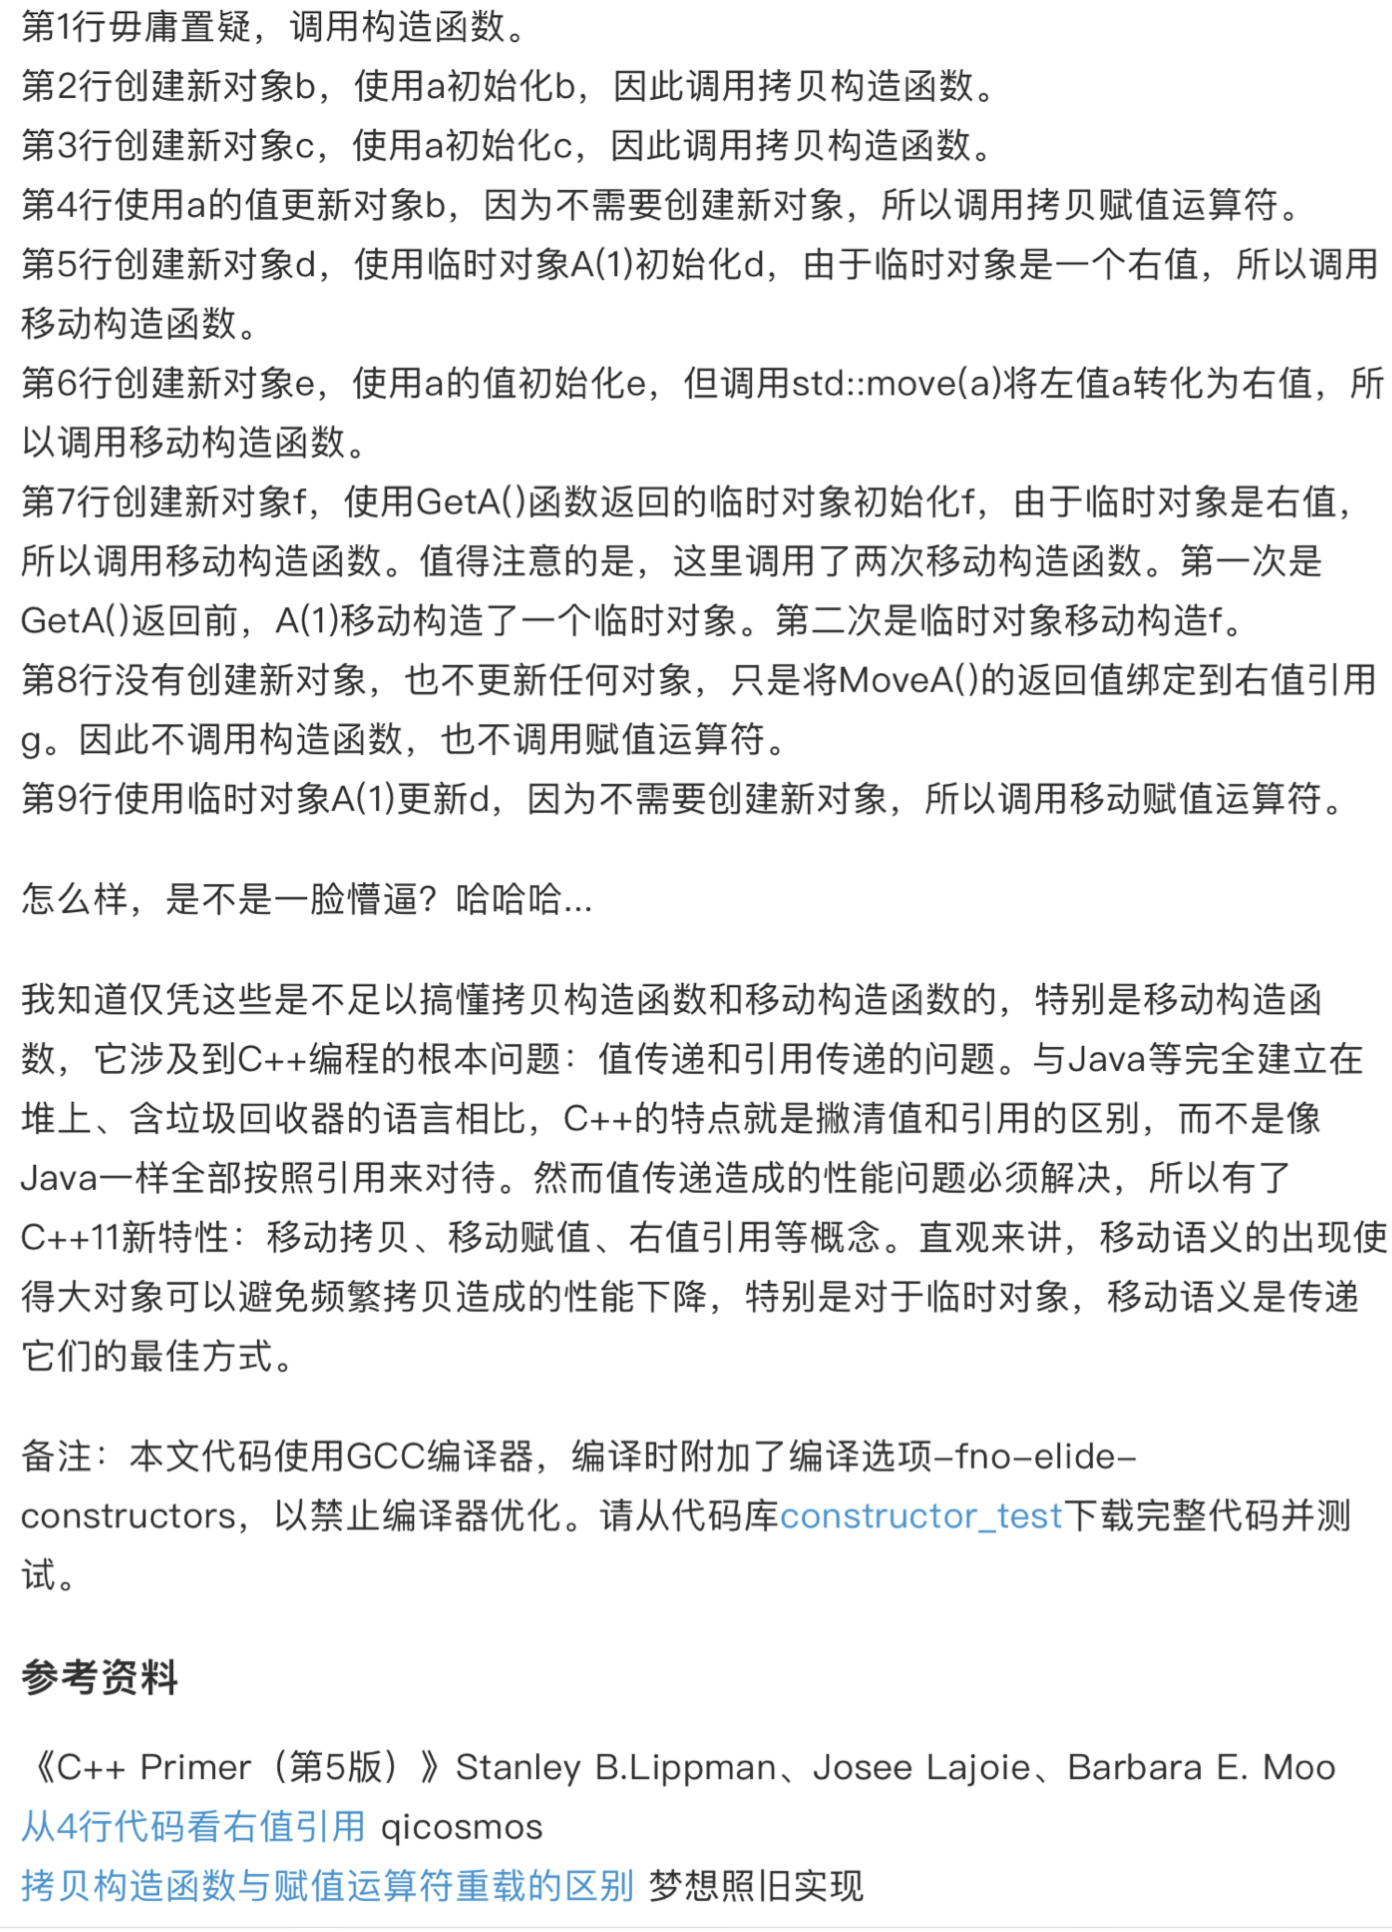 第1行毋庸置疑，调用构造函数。
第2行创建新对象b，使用a初始化b，因此调用拷贝构造函数。
第3行创建新对象c，使用a初始化c，因此调用拷贝构造函数。
第4行使用a的值更新对象b，因为不需要创建新对象，所以调用拷贝赋值运算符。
第5行创建新对象d，使用临时对象A(1)初始化d，由于临时对象是一个右值，所以调用
移动构造函数。
第6行创建新对象e，使用a的值初始化e，但调用std::move(a)将左值a转化为右值，所
以调用移动构造函数。
第7行创建新对象f，使用GetA()函数返回的临时对象初始化f，由于临时对象是右值，
所以调用移动构造函数。值得注意的是，这里调用了两次移动构造函数。第一次是
GetA()返回前，A(1)移动构造了一个临时对象。第二次是临时对象移动构造f。
第8行没有创建新对象，也不更新任何对象，只是将MoveA()的返回值绑定到右值引用
g。因此不调用构造函数，也不调用赋值运算符。
第9行使用临时对象A(1)更新d，因为不需要创建新对象，所以调用移动赋值运算符。
怎么样，是不是一脸懵逼？哈哈哈...
我知道仅凭这些是不足以搞懂拷贝构造函数和移动构造函数的，特别是移动构造函
数，它涉及到C++编程的根本问题：值传递和引用传递的问题。与Java等完全建立在
堆上、含垃圾回收器的语言相比，C++的特点就是撇清值和引用的区别，而不是像
Java一样全部按照引用来对待。然而值传递造成的性能问题必须解决，所以有了
C++11新特性：移动拷贝、移动赋值、右值引用等概念。直观来讲，移动语义的出现使
得大对象可以避免频繁拷贝造成的性能下降，特别是对于临时对象，移动语义是传递
它们的最佳方式。
备注：本文代码使用GCC编译器，编译时附加了编译选项-fno-elide-
constructors，以禁止编译器优化。请从代码库constructor_test下载完整代码并测
试。
参考资料
《C++ Primer（第5版）》Stanley B.Lippman、Josee Lajoie、Barbara E. Moo
从4行代码看右值引用 qicosmos
拷贝构造函数与赋值运算符重载的区别 梦想照旧实现